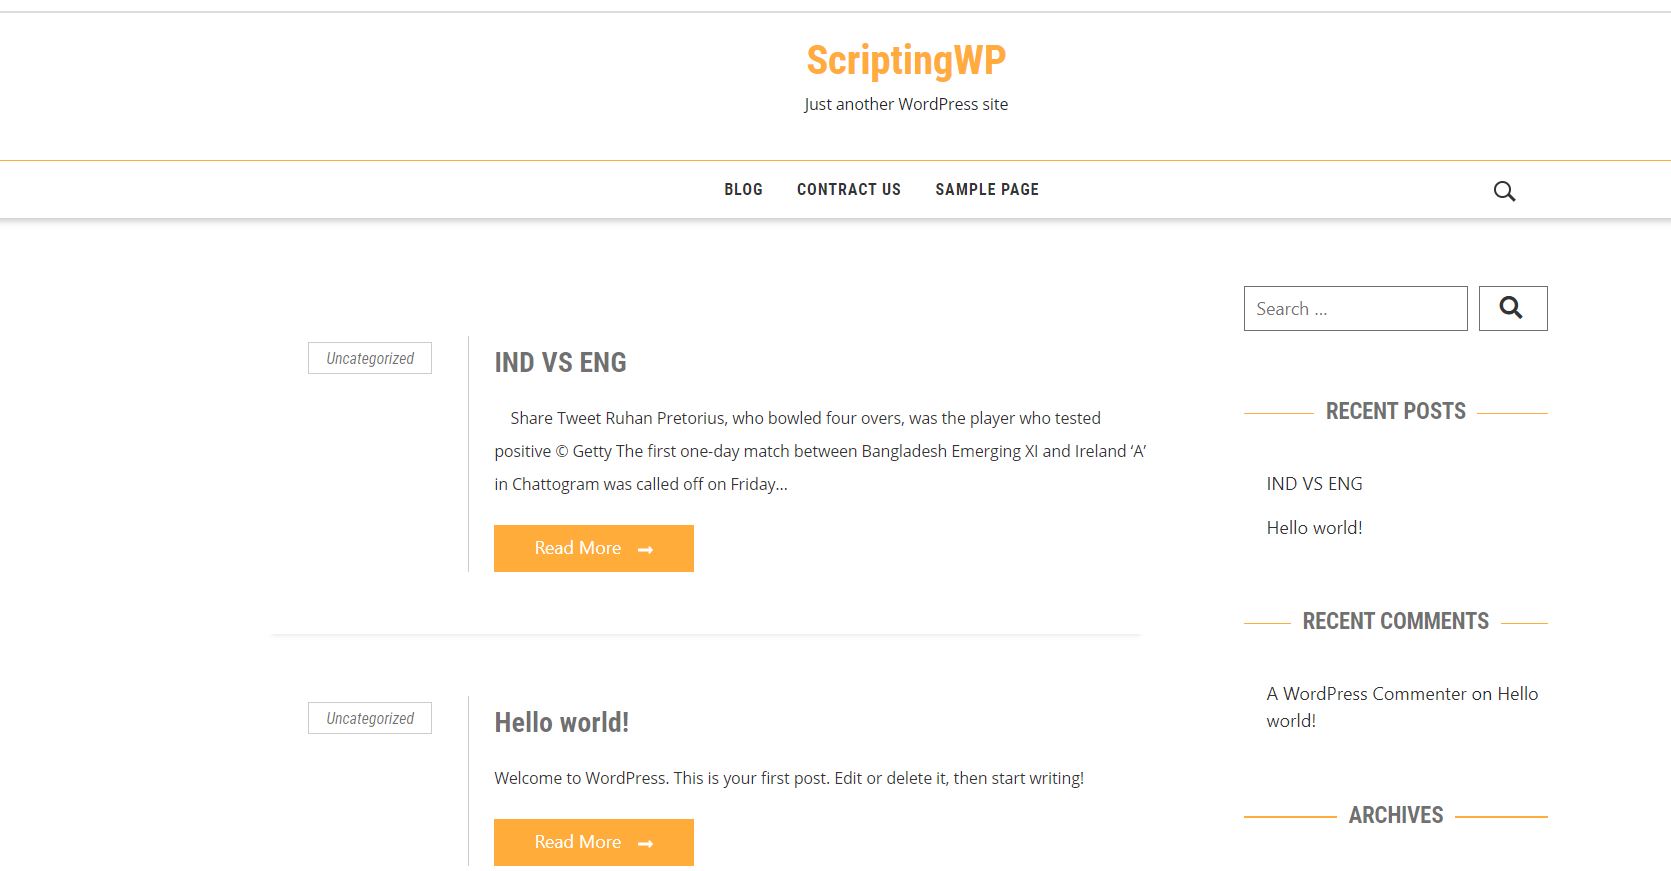 ScriptingWP
Just another WordPress site
BLOG CONTRACT US SAMPLE PAGE
Uncategorized
IND VS ENG
Share Tweet Ruhan Pretorius, who bowled four overs, was the player who tested
positive © Getty The first one-day match between Bangladesh Emerging XI and Ireland ‘A’
in Chattogram was called off on Friday...
Read More
Uncategorized
Hello world!
Welcome to WordPress. This is your first post. Edit or delete it, then start writing!
Read More
Search ...
RECENT POSTS
IND VS ENG
Hello world!
RECENT COMMENTS
A WordPress Commenter on Hello
world!
ARCHIVES